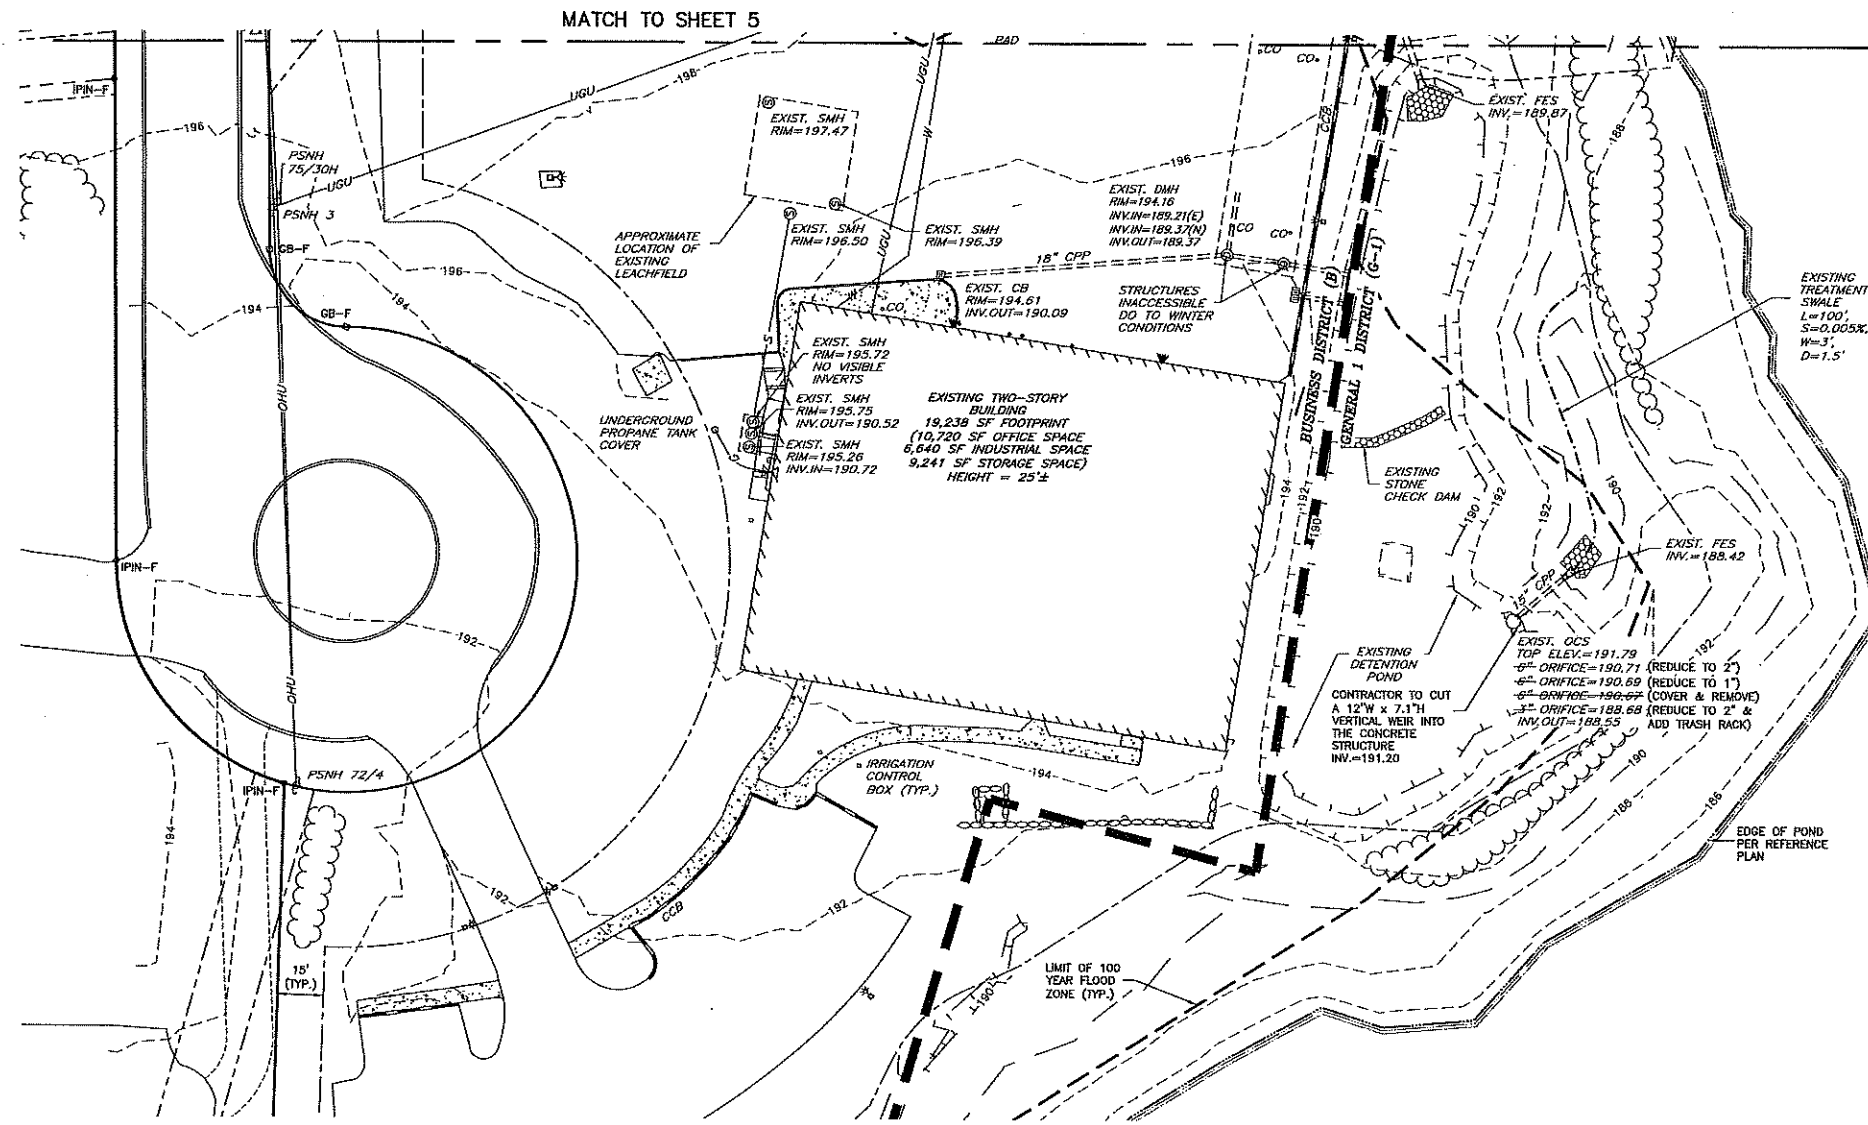 MATCH TO SHEET 5
PAD
IPIN-F
196
198
UGU
UGU
W
CO
CO
CCB
EXIST. FES
INV.=189.87
188
EXIST. SMH
RIM=197.47
PSNH
75/30H
UGU
PSNH 3
GB-F
196
APPROXIMATE
LOCATION OF
EXISTING
LEACHFIELD
EXIST. SMH
RIM=196.50
UGU
EXIST. SMH
RIM=196.39
196
EXIST. DMH
RIM=194.16
INV.IN=189.21(E)
INV.IN=189.37(N)
INV.OUT=189.37
CO
CO
18" CPP
194
194
GB-F
EXIST. CB
RIM=194.61
INV.OUT=190.09
CO
STRUCTURES
INACCESSIBLE
DO TO WINTER
CONDITIONS
BUSINESS DISTRICT (B)
GENERAL 1 DISTRICT (G-1)
EXISTING
TREATMENT
SWALE
L=100',
S=0.005%,
W=3',
D=1.5'
S
EXIST. SMH
RIM=195.72
NO VISIBLE
INVERTS
EXIST. SMH
RIM=195.75
INV.OUT=190.52
EXIST. SMH
RIM=195.26
INV.IN=190.72
OHU
UNDERGROUND
PROPANE TANK
COVER
G
EXISTING TWO-STORY
BUILDING
19,238 SF FOOTPRINT
(10,720 SF OFFICE SPACE
6,640 SF INDUSTRIAL SPACE
9,241 SF STORAGE SPACE)
HEIGHT = 25'±
EXISTING
STONE
CHECK DAM
194
192
190
190
192
192
190
EXIST. FES
INV.=188.42
15" CPP
IPIN-F
192
OHU
EXISTING
DETENTION
POND
CONTRACTOR TO CUT
A 12"W x 7.1"H
VERTICAL WEIR INTO
THE CONCRETE
STRUCTURE
INV.=191.20
EXIST. OCS
TOP ELEV.=191.79
6" ORIFICE=190.71 (REDUCE TO 2")
6" ORIFICE=190.69 (REDUCE TO 1")
6" ORIFICE=190.67 (COVER & REMOVE)
3" ORIFICE=188.68 (REDUCE TO 2" &
INV.OUT=188.55 ADD TRASH RACK)
192
IPIN-F
PSNH 72/4
IRRIGATION
CONTROL
BOX (TYP.)
194
190
188
186
EDGE OF POND
PER REFERENCE
PLAN
194
192
CCB
192
15'
(TYP.)
190
LIMIT OF 100
YEAR FLOOD
ZONE (TYP.)